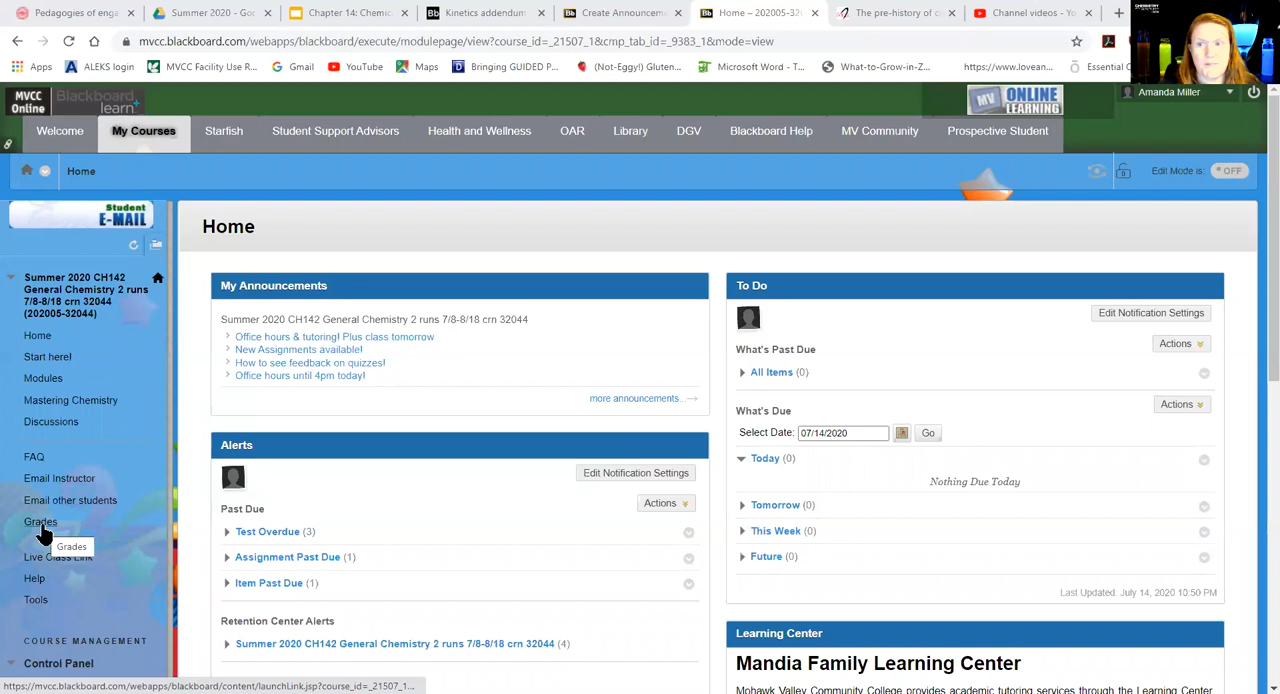 Pedagogies of eng
Summer 2020 - Goo
Chapter 14: Chemic
Kinetics addendum
Create Announceme
Home – 202005-320
The pre-history of c
Channel videos - Yo
CHEMISTRY
mvcc.blackboard.com/webapps/blackboard/execute/modulepage/view?course_id=_21507_1&cmp_tab_id=_9383_1&mode=view
Apps
ALEKS login
MVCC Facility Use R...
Gmail
YouTube
Maps
Bringing GUIDED P...
(Not-Eggy!) Gluten...
Microsoft Word - T...
What-to-Grow-in-Z...
https://www.lovean...
Essential C
MVCC Online
Blackboard learn+
MV ONLINE LEARNING
Amanda Miller
Welcome
My Courses
Starfish
Student Support Advisors
Health and Wellness
OAR
Library
DGV
Blackboard Help
MV Community
Prospective Student
Home
Edit Mode is:
OFF
Student E-MAIL
Home
Summer 2020 CH142
General Chemistry 2 runs
7/8-8/18 crn 32044
(202005-32044)
Home
Start here!
Modules
Mastering Chemistry
Discussions
FAQ
Email Instructor
Email other students
Grades
Grades
Live Class Link
Help
Tools
COURSE MANAGEMENT
Control Panel
My Announcements
Summer 2020 CH142 General Chemistry 2 runs 7/8-8/18 crn 32044
Office hours & tutoring! Plus class tomorrow
New Assignments available!
How to see feedback on quizzes!
Office hours until 4pm today!
more announcements...
Alerts
Edit Notification Settings
Actions
Past Due
Test Overdue (3)
Assignment Past Due (1)
Item Past Due (1)
Retention Center Alerts
Summer 2020 CH142 General Chemistry 2 runs 7/8-8/18 crn 32044 (4)
To Do
Edit Notification Settings
Actions
What's Past Due
All Items (0)
Actions
What's Due
Select Date: 07/14/2020 Go
Today (0)
Nothing Due Today
Tomorrow (0)
This Week (0)
Future (0)
Last Updated: July 14, 2020 10:50 PM
Learning Center
Mandia Family Learning Center
Mohawk Valley Community College provides academic tutoring services through the Learning Center
https://mvcc.blackboard.com/webapps/blackboard/content/launchLink.jsp?course_id=_21507_1...